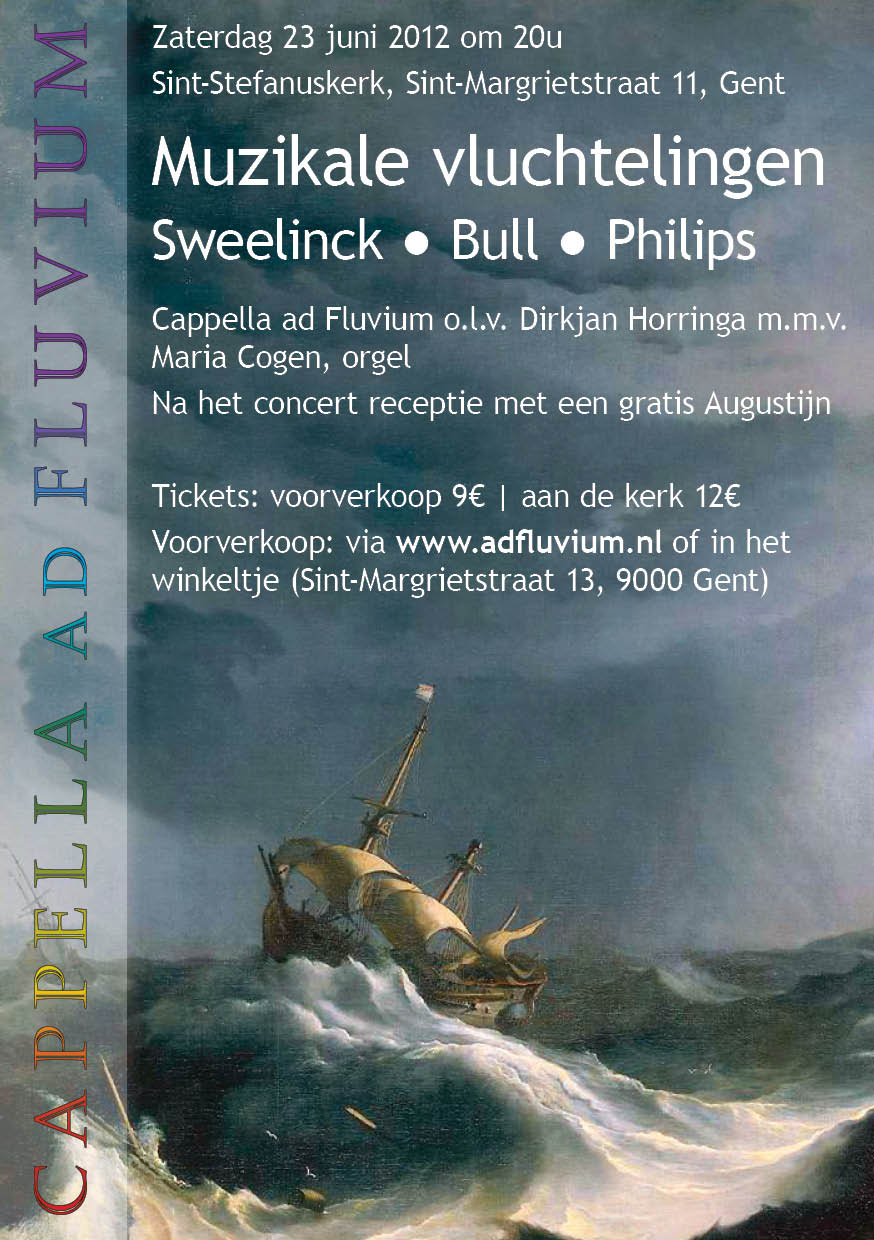 CAPPELLA AD FLUVIUM
Zaterdag 23 juni 2012 om 20u
Sint-Stefanuskerk, Sint-Margrietstraat 11, Gent
Muzikale vluchtelingen
Sweelinck ● Bull ● Philips
Cappella ad Fluvium o.l.v. Dirkjan Horringa m.m.v.
Maria Cogen, orgel
Na het concert receptie met een gratis Augustijn
Tickets: voorverkoop 9€ | aan de kerk 12€
Voorverkoop: via www.adfluvium.nl of in het
winkeltje (Sint-Margrietstraat 13, 9000 Gent)